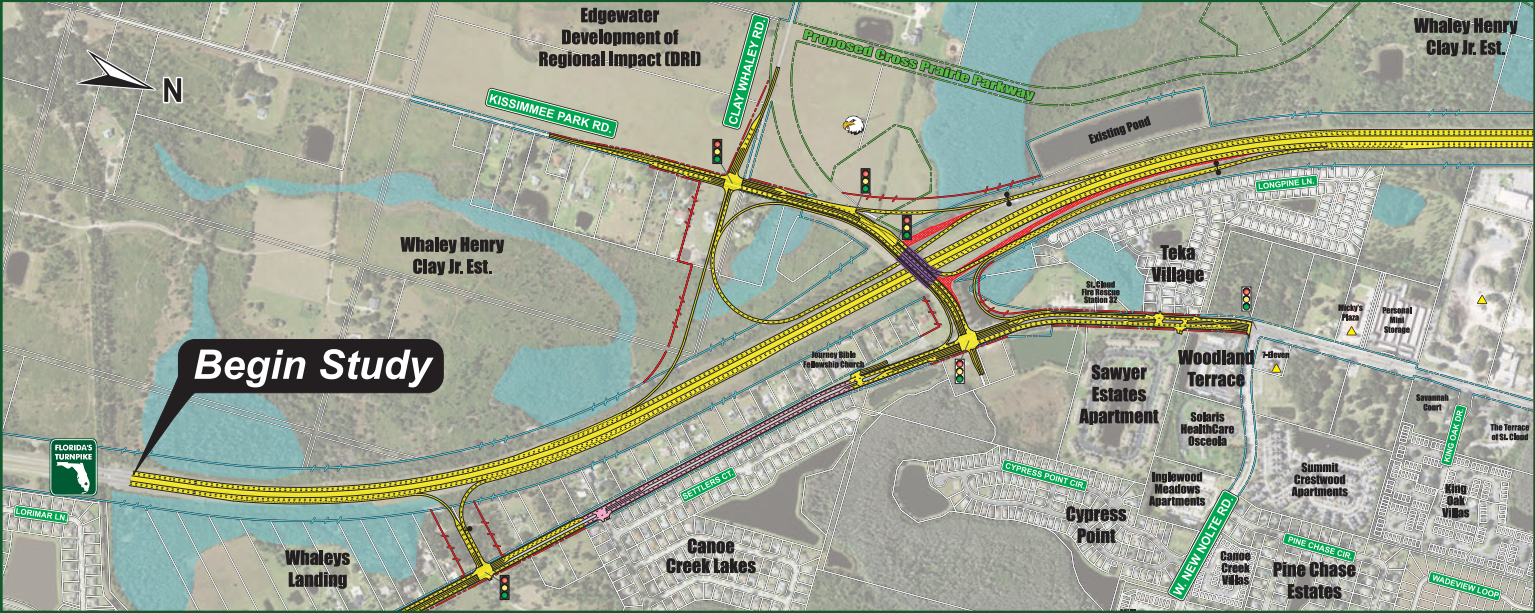 Edgewater
Development of
Regional Impact (DRI)
CLAY WHALEY RD.
Proposed Cross Prairie Parkway
Whaley Henry
Clay Jr. Est.
N
KISSIMMEE PARK RD.
Existing Pond
LONGPINE LN.
Whaley Henry
Clay Jr. Est.
Teka
Village
St. Cloud
Fire Rescue
Station 32
Micky's
Plaza
Personal
Mini
Storage
Begin Study
Journey Bible
Fellowship Church
Woodland
Terrace
7-Eleven
Sawyer
Estates
Apartment
Savannah
Court
KING OAK DR.
The Terrace
of St. Cloud
Solaris
HealthCare
Osceola
FLORIDA'S
TURNPIKE
SETTLERS CT.
CYPRESS POINT CIR.
Inglewood
Meadows
Apartments
Summit
Crestwood
Apartments
King
Oak
Villas
LORIMAR LN.
Cypress
Point
W. NEW NOLTE RD.
Whaleys
Landing
Canoe
Creek Lakes
Canoe
Creek
Villas
PINE CHASE CIR.
Pine Chase
Estates
WADEVIEW LOOP